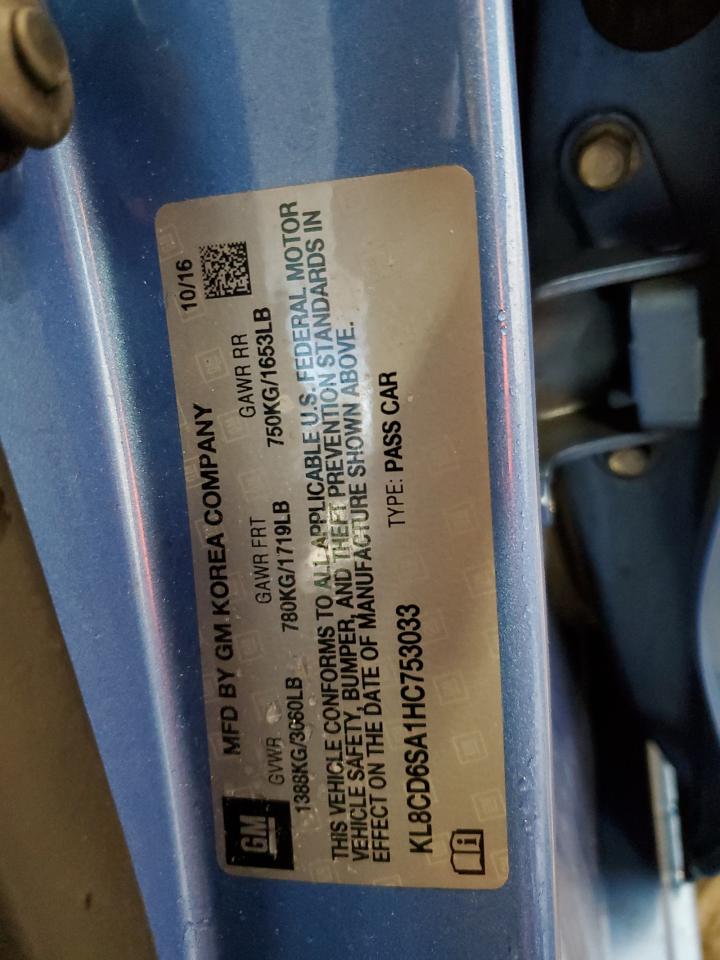 GM
MFD BY GM KOREA COMPANY 10/16
GVWR GAWR FRT GAWR RR
1388KG/3060LB 780KG/1719LB 750KG/1653LB
THIS VEHICLE CONFORMS TO ALL APPLICABLE U.S. FEDERAL MOTOR
VEHICLE SAFETY, BUMPER, AND THEFT PREVENTION STANDARDS IN
EFFECT ON THE DATE OF MANUFACTURE SHOWN ABOVE.
KL8CD6SA1HC753033 TYPE: PASS CAR